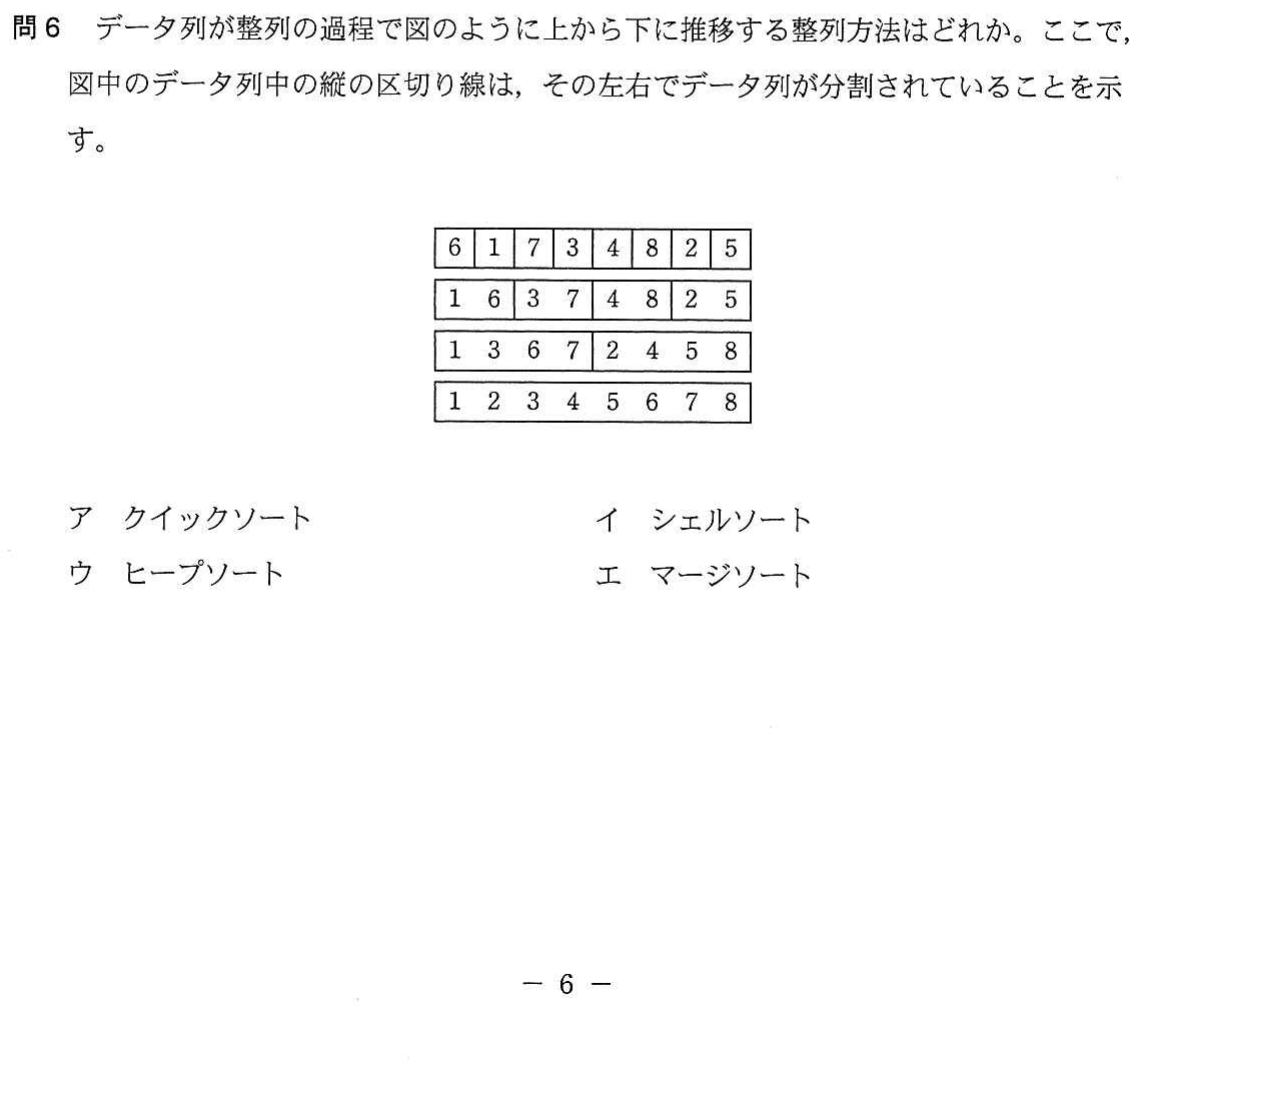 問6 データ列が整列の過程で図のように上から下に推移する整列方法はどれか。ここで,
図中のデータ列中の縦の区切り線は,その左右でデータ列が分割されていることを示
す。
6 1 7 3 4 8 2 5
1 6 3 7 4 8 2 5
1 3 6 7 2 4 5 8
1 2 3 4 5 6 7 8
ア クイックソート イ シェルソート
ウ ヒープソート エ マージソート
− 6 −